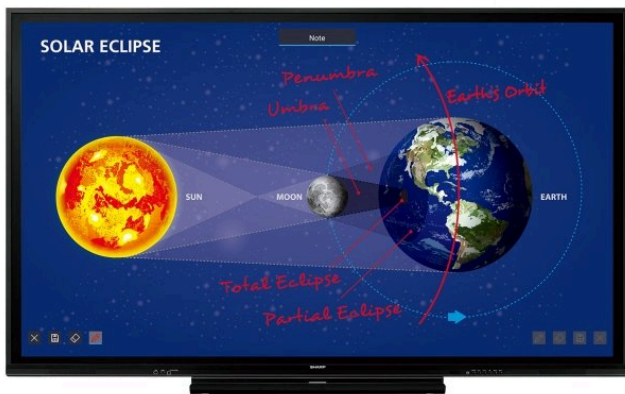 Note
SOLAR ECLIPSE
Penumbra
Umbra
Earth's Orbit
SUN
MOON
EARTH
Total Eclipse
Partial Eclipse
SHARP